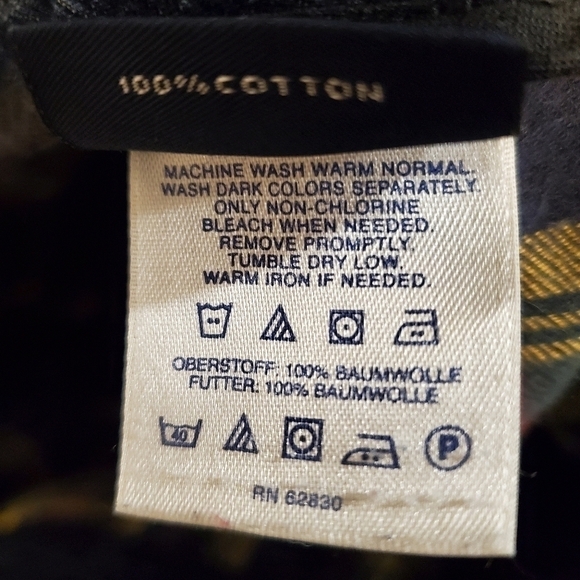 100% COTTON
MACHINE WASH WARM NORMAL.
WASH DARK COLORS SEPARATELY.
ONLY NON-CHLORINE
BLEACH WHEN NEEDED.
REMOVE PROMPTLY.
TUMBLE DRY LOW.
WARM IRON IF NEEDED.
OBERSTOFF: 100% BAUMWOLLE
FUTTER: 100% BAUMWOLLE
40 P
RN 62830